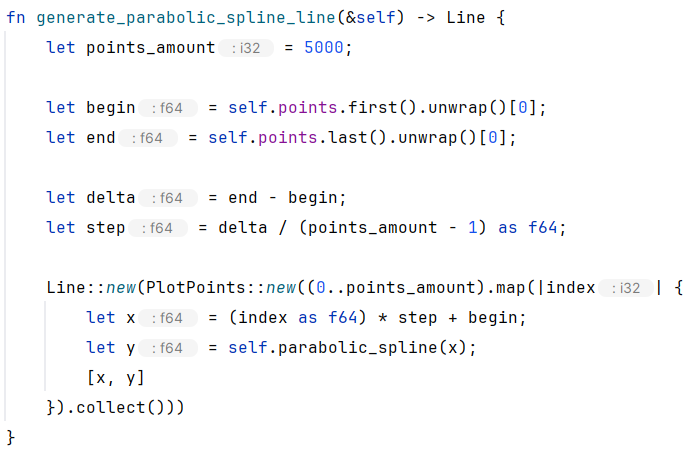 fn generate_parabolic_spline_line(&self) -> Line {
    let points_amount : i32 = 5000;

    let begin : f64 = self.points.first().unwrap()[0];
    let end : f64 = self.points.last().unwrap()[0];

    let delta : f64 = end - begin;
    let step : f64 = delta / (points_amount - 1) as f64;

    Line::new(PlotPoints::new((0..points_amount).map(|index : i32 | {
        let x : f64 = (index as f64) * step + begin;
        let y : f64 = self.parabolic_spline(x);
        [x, y]
    }).collect()))
}